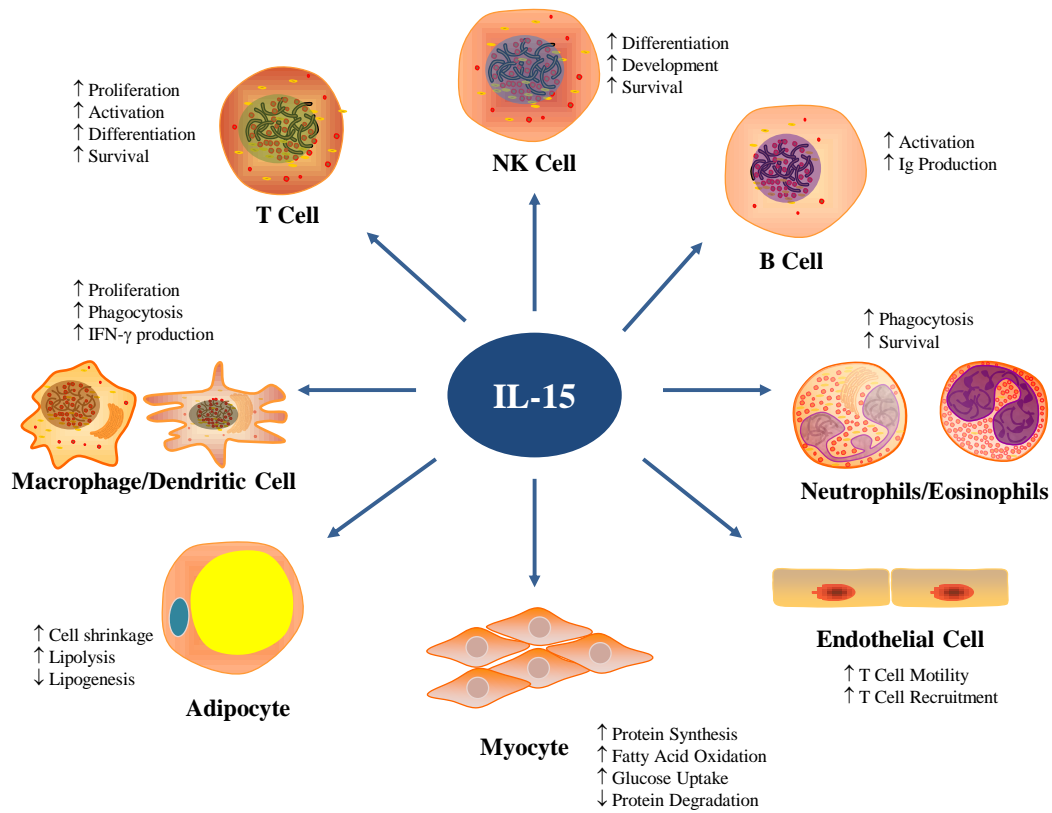 ↑ Differentiation
↑ Development
↑ Survival
NK Cell
↑ Proliferation
↑ Activation
↑ Differentiation
↑ Survival
T Cell
↑ Activation
↑ Ig Production
B Cell
↑ Proliferation
↑ Phagocytosis
↑ IFN-γ production
Macrophage/Dendritic Cell
IL-15
↑ Phagocytosis
↑ Survival
Neutrophils/Eosinophils
↑ Cell shrinkage
↑ Lipolysis
↓ Lipogenesis
Adipocyte
Myocyte
↑ Protein Synthesis
↑ Fatty Acid Oxidation
↑ Glucose Uptake
↓ Protein Degradation
Endothelial Cell
↑ T Cell Motility
↑ T Cell Recruitment